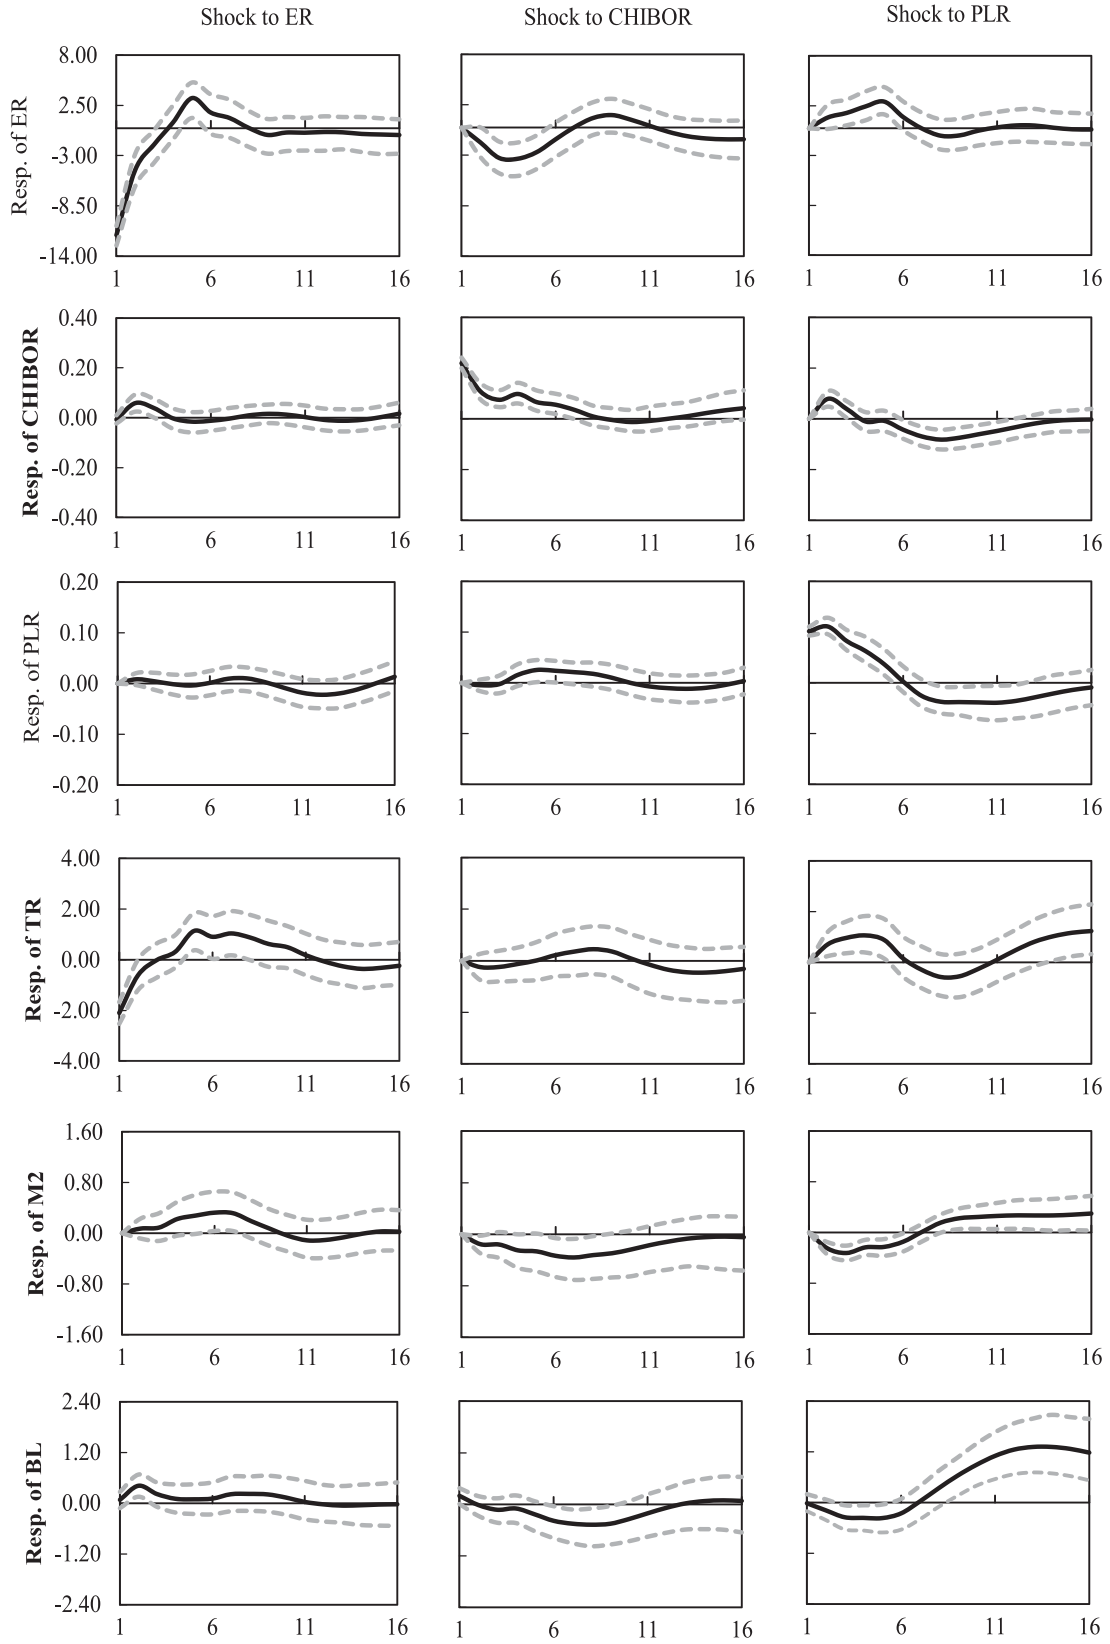 Shock to ER Shock to CHIBOR Shock to PLR
Resp. of ER
8.00
2.50
-3.00
-8.50
-14.00
1 6 11 16 1 6 11 16 1 6 11 16
Resp. of CHIBOR
0.40
0.20
0.00
-0.20
-0.40
1 6 11 16 1 6 11 16 1 6 11 16
Resp. of PLR
0.20
0.10
0.00
-0.10
-0.20
1 6 11 16 1 6 11 16 1 6 11 16
Resp. of TR
4.00
2.00
0.00
-2.00
-4.00
1 6 11 16 1 6 11 16 1 6 11 16
Resp. of M2
1.60
0.80
0.00
-0.80
-1.60
1 6 11 16 1 6 11 16 1 6 11 16
Resp. of BL
2.40
1.20
0.00
-1.20
-2.40
1 6 11 16 1 6 11 16 1 6 11 16